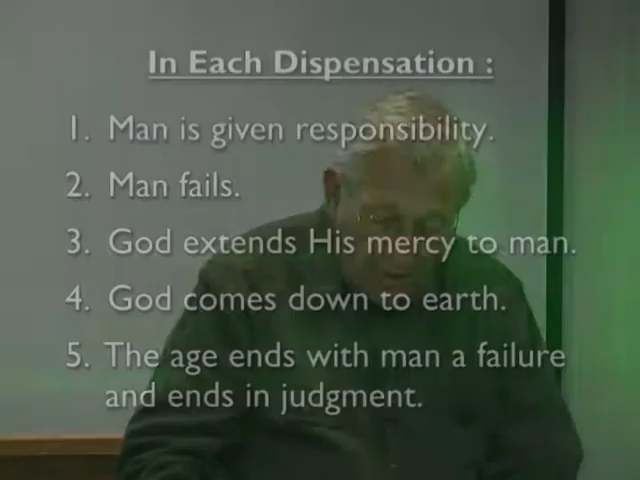 In Each Dispensation :
1. Man is given responsibility.
2. Man fails.
3. God extends His mercy to man.
4. God comes down to earth.
5. The age ends with man a failure
and ends in judgment.